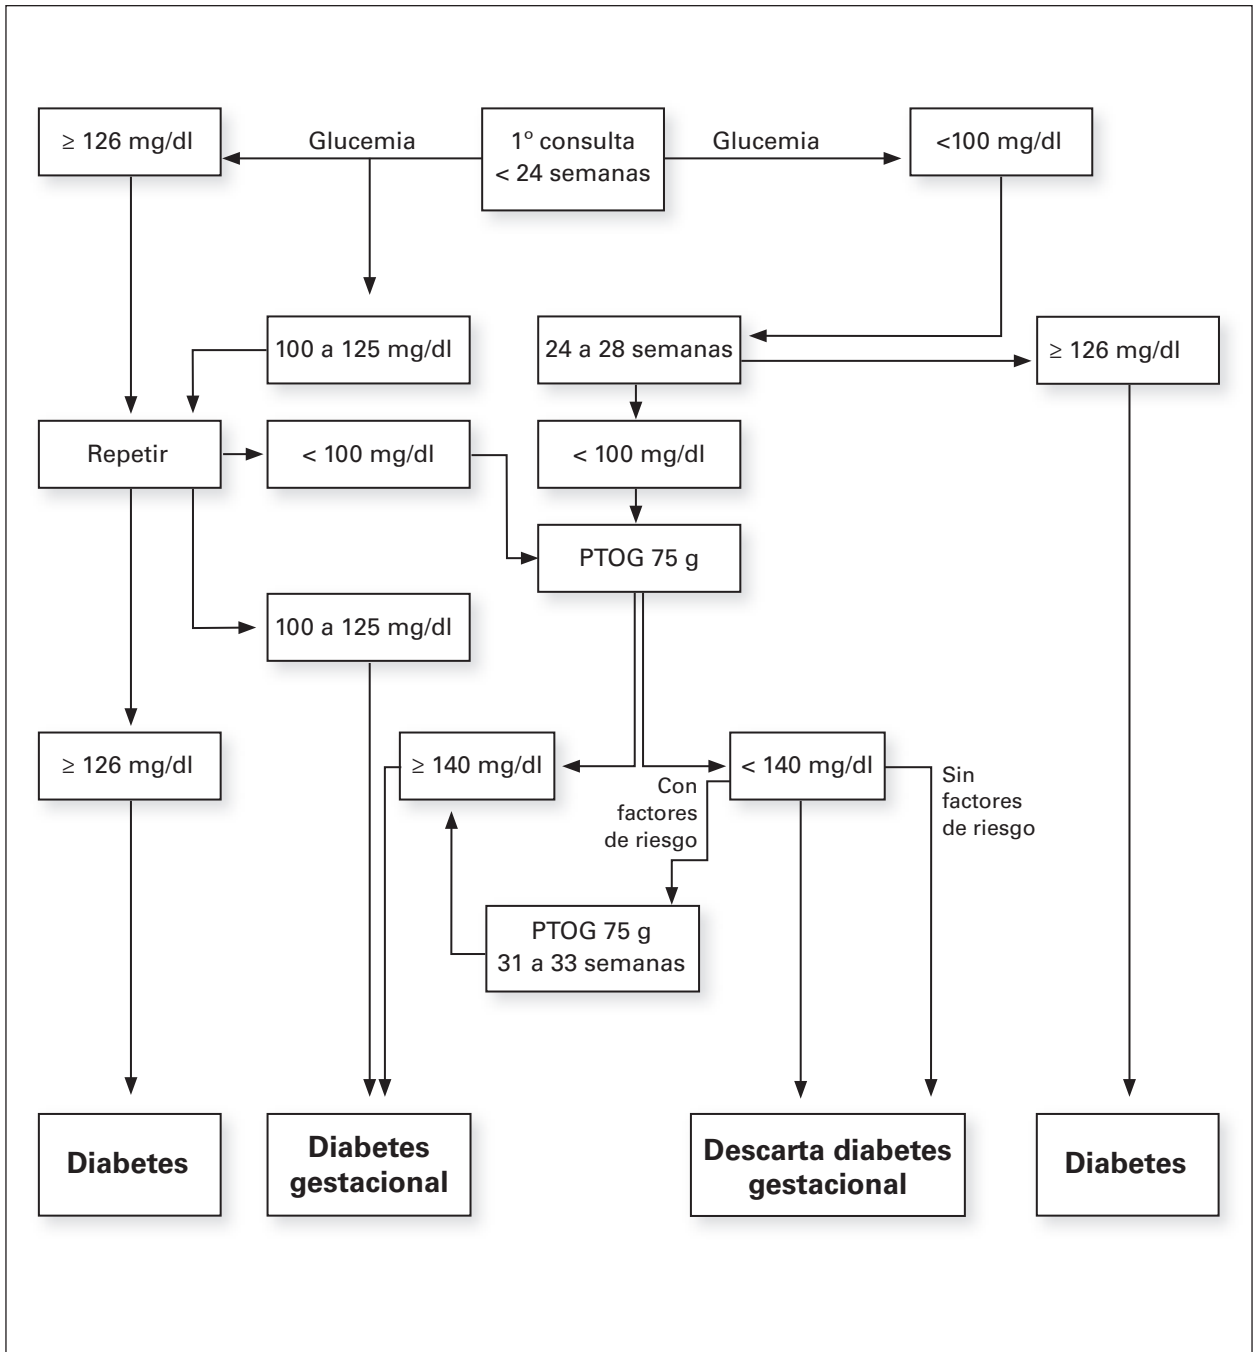 ≥ 126 mg/dl
Glucemia
1º consulta
< 24 semanas
Glucemia
<100 mg/dl
100 a 125 mg/dl
24 a 28 semanas
≥ 126 mg/dl
Repetir
< 100 mg/dl
< 100 mg/dl
PTOG 75 g
100 a 125 mg/dl
≥ 126 mg/dl
≥ 140 mg/dl
< 140 mg/dl
Con
factores
de riesgo
Sin
factores
de riesgo
PTOG 75 g
31 a 33 semanas
Diabetes
Diabetes
gestacional
Descarta diabetes
gestacional
Diabetes